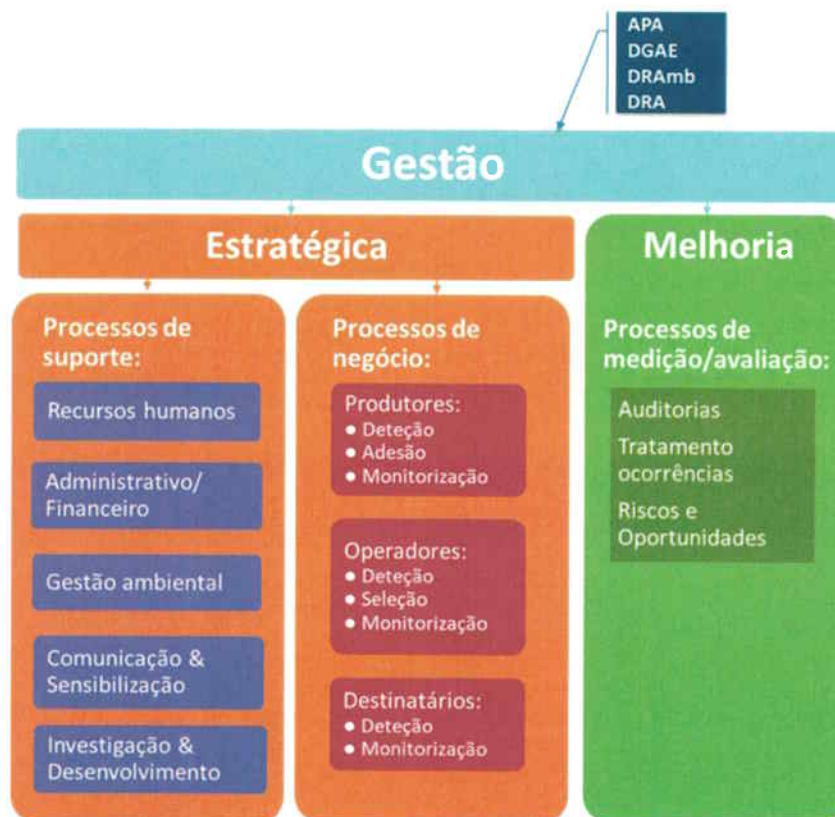 APA
DGAE
DRAmb
DRA
Gestão
Estratégica
Melhoria
Processos de
suporte:
Recursos humanos
Administrativo/
Financeiro
Gestão ambiental
Comunicação &
Sensibilização
Investigação &
Desenvolvimento
Processos de
negócio:
Produtores:
● Deteção
● Adesão
● Monitorização
Operadores:
● Deteção
● Seleção
● Monitorização
Destinatários:
● Deteção
● Monitorização
Processos de
medição/avaliação:
Auditorias
Tratamento
ocorrências
Riscos e
Oportunidades